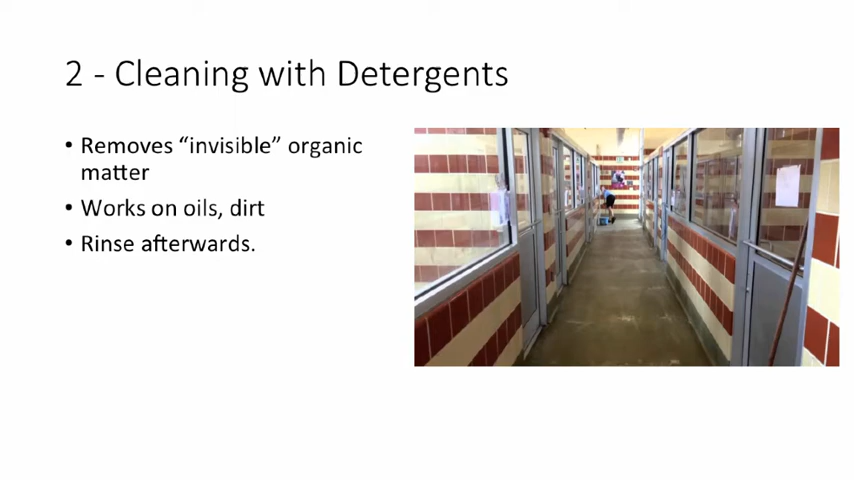 2 - Cleaning with Detergents
• Removes “invisible” organic
matter
• Works on oils, dirt
• Rinse afterwards.